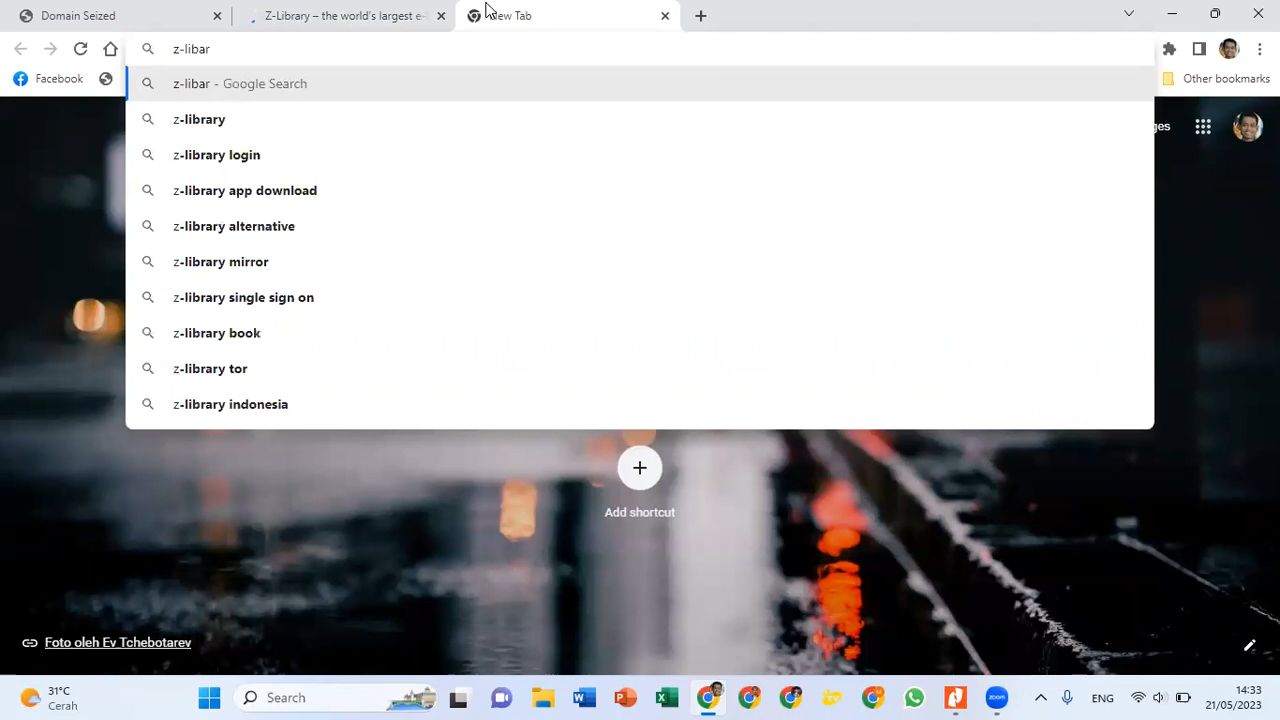 Domain Seized
Z-Library – the world's largest e-
New Tab
z-libar
Facebook
Other bookmarks
z-libar - Google Search
z-library
z-library login
z-library app download
z-library alternative
z-library mirror
z-library single sign on
z-library book
z-library tor
z-library indonesia
ges
Add shortcut
Foto oleh Ev Tchebotarev
31°C
Cerah
Search
ENG
14:33
21/05/2023